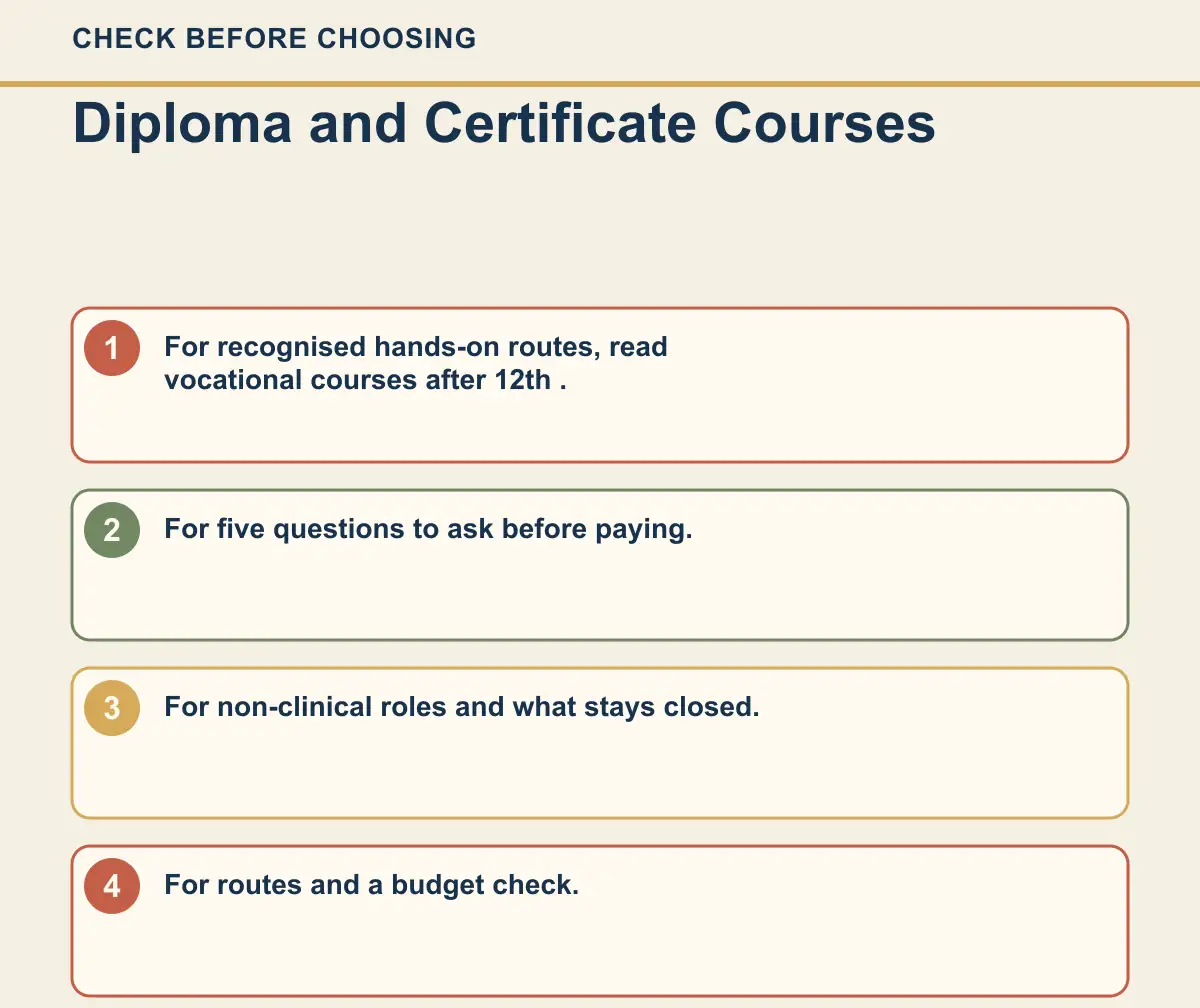 CHECK BEFORE CHOOSING
Diploma and Certificate Courses
1
For recognised hands-on routes, read
vocational courses after 12th .
2
For five questions to ask before paying.
3
For non-clinical roles and what stays closed.
4
For routes and a budget check.